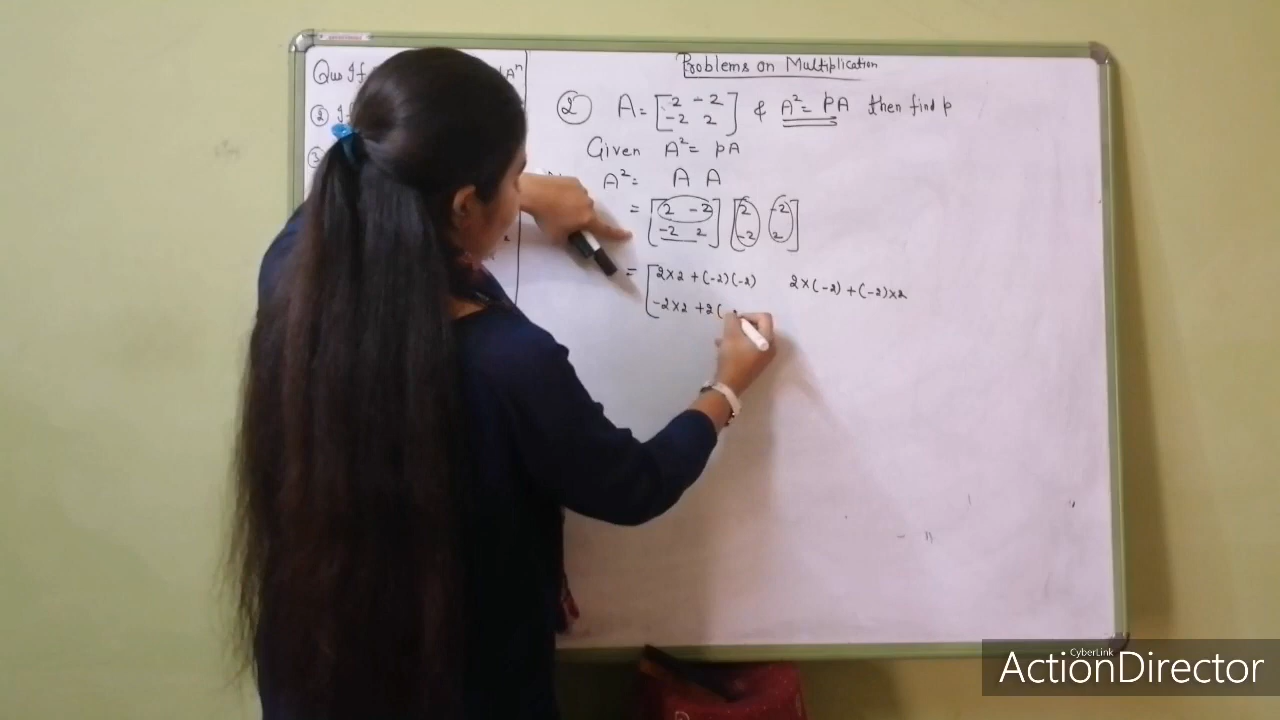 Que If A^n
② If
③
Problems on Multiplication
② A = [2 -2
-2 2] & A² = pA then find p
Given A² = pA
A² = A A
= [2 -2 [2 -2
-2 2] -2 2]
= [2×2 + (-2)(-2) 2×(-2) + (-2)×2
-2×2 + 2(
CyberLink
ActionDirector